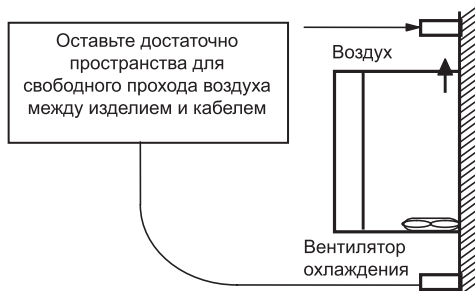 Оставьте достаточно
пространства для
свободного прохода воздуха
между изделием и кабелем
Воздух
Вентилятор
охлаждения